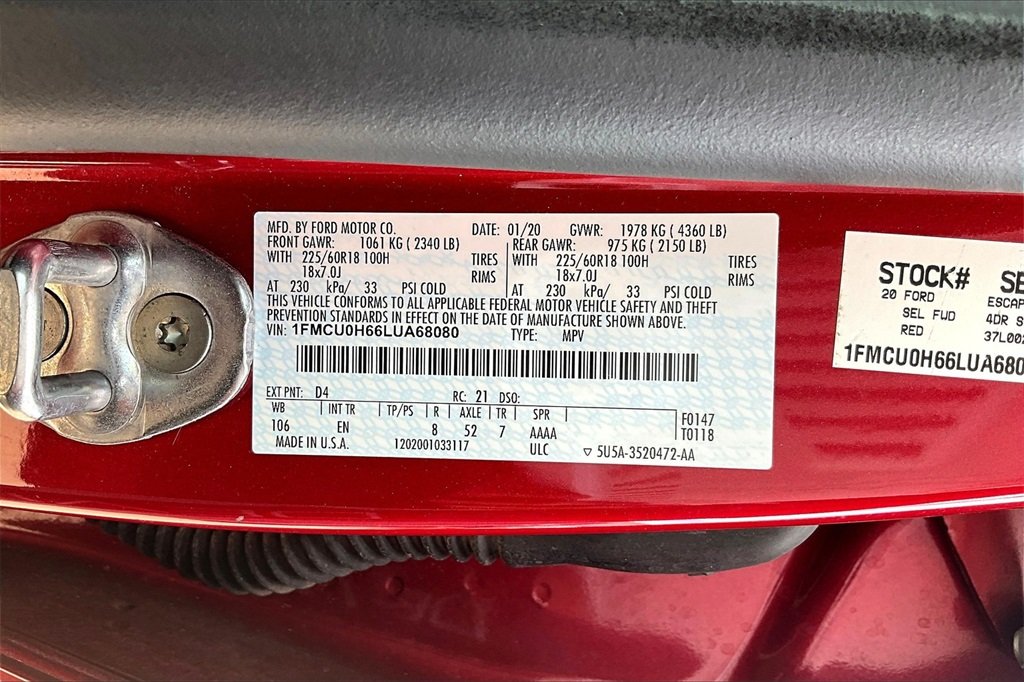 MFD. BY FORD MOTOR CO. DATE: 01/20 GVWR: 1978 KG ( 4360 LB)
FRONT GAWR: 1061 KG ( 2340 LB) REAR GAWR: 975 KG ( 2150 LB)
WITH 225/60R18 100H TIRES WITH 225/60R18 100H TIRES
18x7.0J RIMS 18x7.0J RIMS
AT 230 kPa/ 33 PSI COLD AT 230 kPa/ 33 PSI COLD
THIS VEHICLE CONFORMS TO ALL APPLICABLE FEDERAL MOTOR VEHICLE SAFETY AND THEFT
PREVENTION STANDARDS IN EFFECT ON THE DATE OF MANUFACTURE SHOWN ABOVE.
VIN: 1FMCU0H66LUA68080 TYPE: MPV
EXT PNT: D4 RC: 21 DSO:
WB INT TR TP/PS R AXLE TR SPR
106 EN 8 52 7 AAAA
F0147
T0118
MADE IN U.S.A. 1202001033117 ULC ▽ 5U5A-3520472-AA
STOCK# SE
20 FORD ESCAP
SEL FWD 4DR S
RED 37L002
1FMCU0H66LUA680